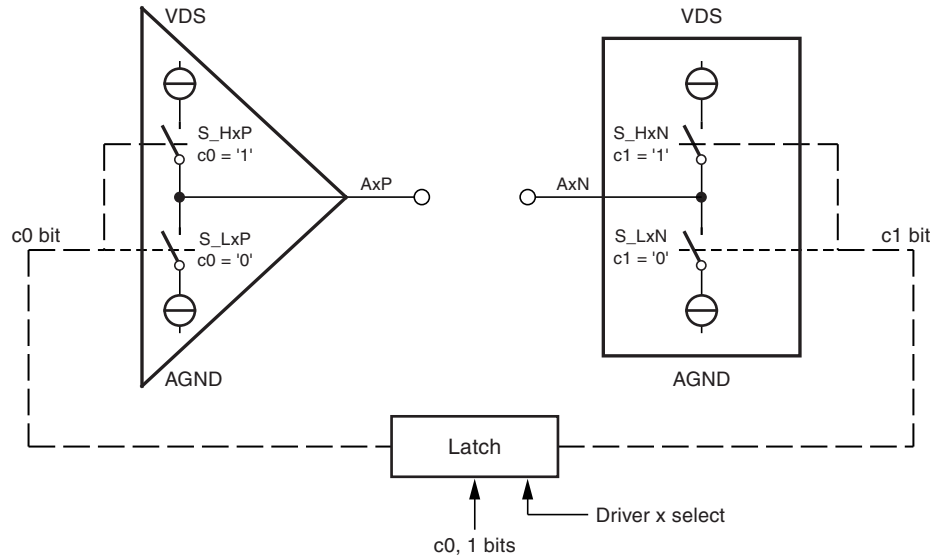 VDS
VDS
S_HxP
c0 = '1'
S_HxN
c1 = '1'
AxP
AxN
c0 bit
S_LxP
c0 = '0'
S_LxN
c1 = '0'
c1 bit
AGND
AGND
Latch
Driver x select
c0, 1 bits